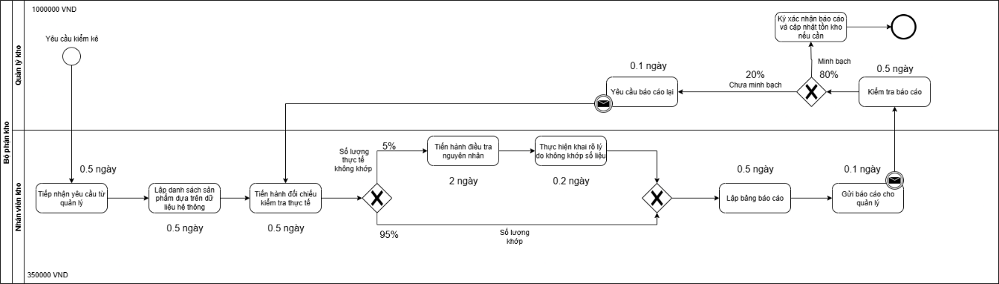 1000000 VND
Bộ phận kho
Quản lý kho
Yêu cầu kiểm kê
Ký xác nhận báo cáo
và cập nhật tồn kho
nếu cần
Minh bạch
80%
20%
Chưa minh bạch
0.1 ngày
Yêu cầu báo cáo lại
0.5 ngày
Kiểm tra báo cáo
Nhân viên kho
0.5 ngày
Tiếp nhận yêu cầu từ
quản lý
Lập danh sách sản
phẩm dựa trên dữ
liệu hệ thống
0.5 ngày
Tiến hành đối chiếu
kiểm tra thực tế
0.5 ngày
Số lượng
thực tế
không khớp
5%
Tiến hành điều tra
nguyên nhân
2 ngày
Thực hiện khai rõ lý
do không khớp số liệu
0.2 ngày
95%
Số lượng
khớp
0.5 ngày
Lập bảng báo cáo
0.1 ngày
Gửi báo cáo cho
quản lý
350000 VND